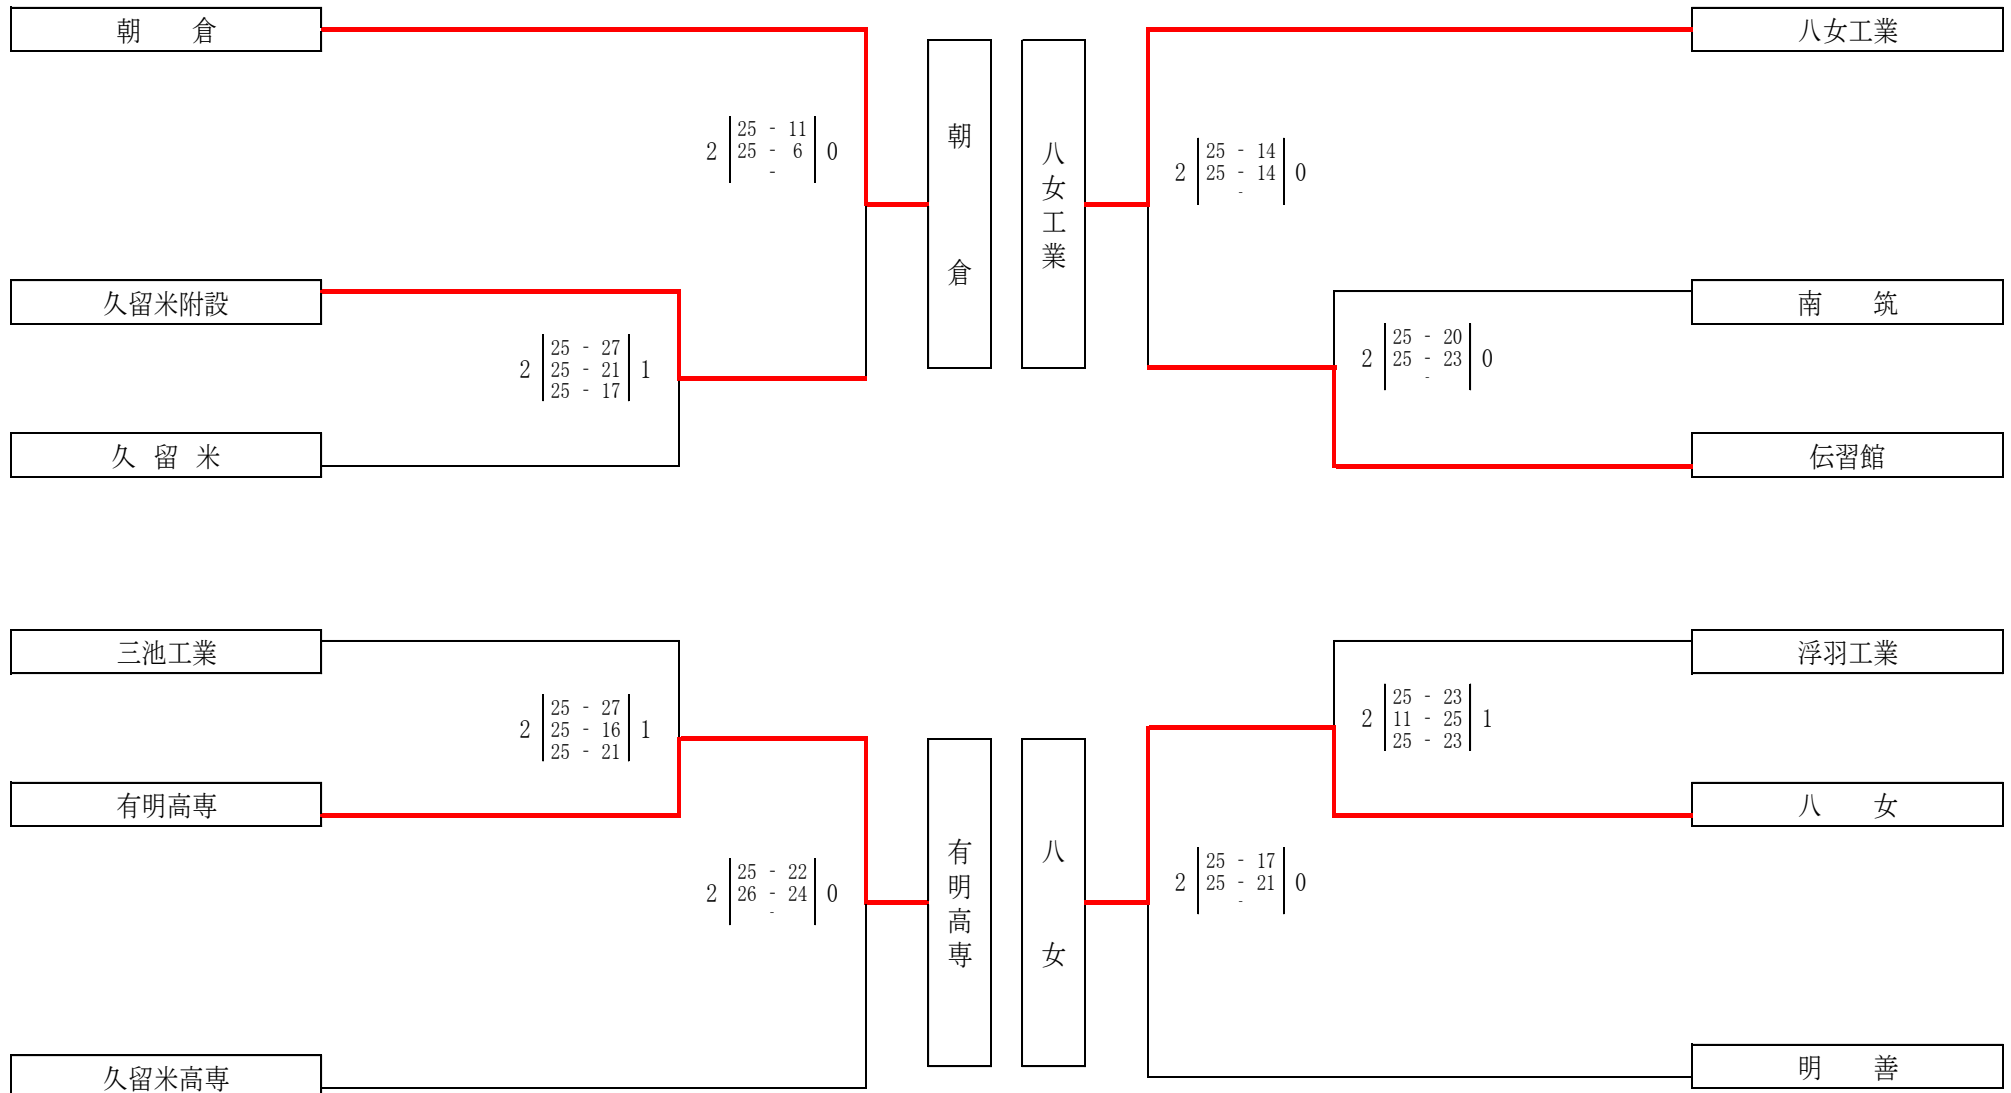 朝　倉
2 25 - 11 0
25 - 6
-
久留米附設
2 25 - 27 1
25 - 21
25 - 17
久 留 米
朝倉
八女工業
八女工業
2 25 - 14 0
25 - 14
-
南　筑
2 25 - 20 0
25 - 23
-
伝習館
三池工業
2 25 - 27 1
25 - 16
25 - 21
有明高専
2 25 - 22 0
26 - 24
-
久留米高専
有明高専
八女
浮羽工業
2 25 - 23 1
11 - 25
25 - 23
八　女
2 25 - 17 0
25 - 21
-
明　善